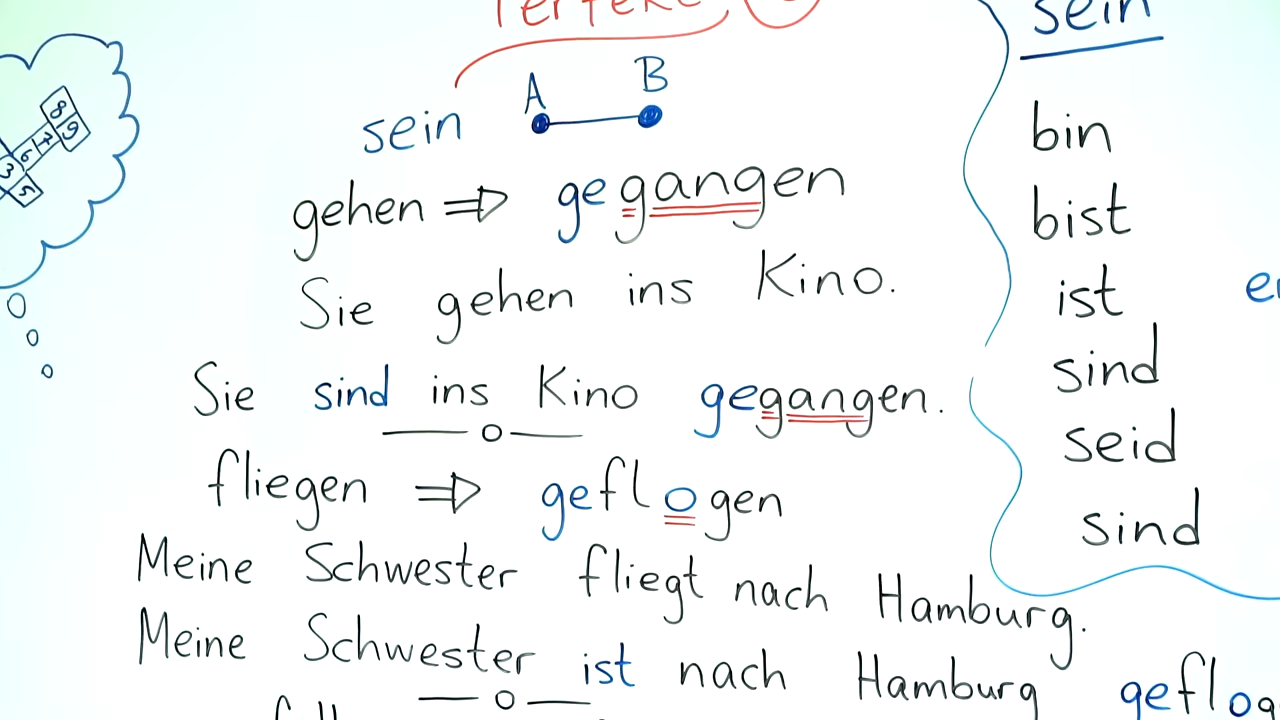 Perfekt
sein A B
gehen ⇒ gegangen
Sie gehen ins Kino.
Sie sind ins Kino gegangen.
fliegen ⇒ geflogen
Meine Schwester fliegt nach Hamburg.
Meine Schwester ist nach Hamburg
sein
bin
bist
ist
sind
seid
sind
8 9
6 7
3
5